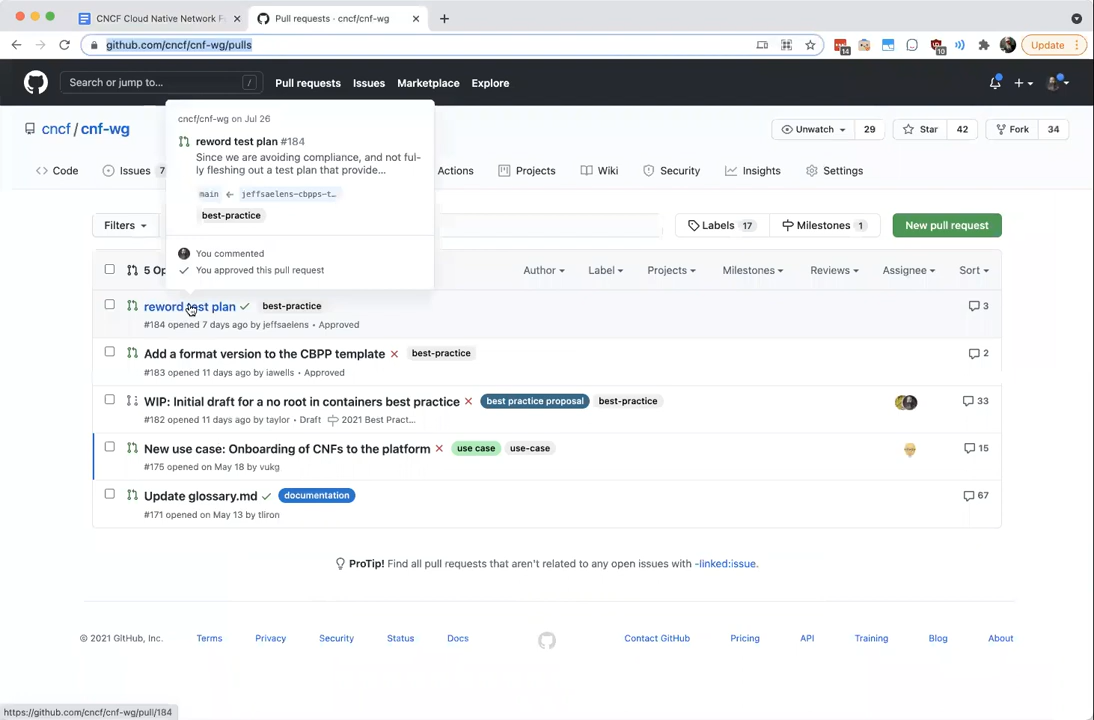 CNCF Cloud Native Network F
Pull requests · cncf/cnf-wg
github.com/cncf/cnf-wg/pulls
14
10
Update
Search or jump to...
/
Pull requests
Issues
Marketplace
Explore
cncf / cnf-wg
Unwatch
29
Star
42
Fork
34
Code
Issues 7
Actions
Projects
Wiki
Security
Insights
Settings
cncf/cnf-wg on Jul 26
reword test plan #184
Since we are avoiding compliance, and not ful-
ly fleshing out a test plan that provide...
main ← jeffsaelens-cbpps-t…
best-practice
You commented
You approved this pull request
Filters
Labels 17
Milestones 1
New pull request
5 Op
Author
Label
Projects
Milestones
Reviews
Assignee
Sort
reword test plan best-practice
3
#184 opened 7 days ago by jeffsaelens • Approved
Add a format version to the CBPP template best-practice
2
#183 opened 11 days ago by iawells • Approved
WIP: Initial draft for a no root in containers best practice best practice proposal best-practice
33
#182 opened 11 days ago by taylor • Draft 2021 Best Pract...
New use case: Onboarding of CNFs to the platform use case use-case
15
#175 opened on May 18 by vukg
Update glossary.md documentation
67
#171 opened on May 13 by tliron
ProTip! Find all pull requests that aren't related to any open issues with -linked:issue.
© 2021 GitHub, Inc.
Terms
Privacy
Security
Status
Docs
Contact GitHub
Pricing
API
Training
Blog
About
https://github.com/cncf/cnf-wg/pull/184